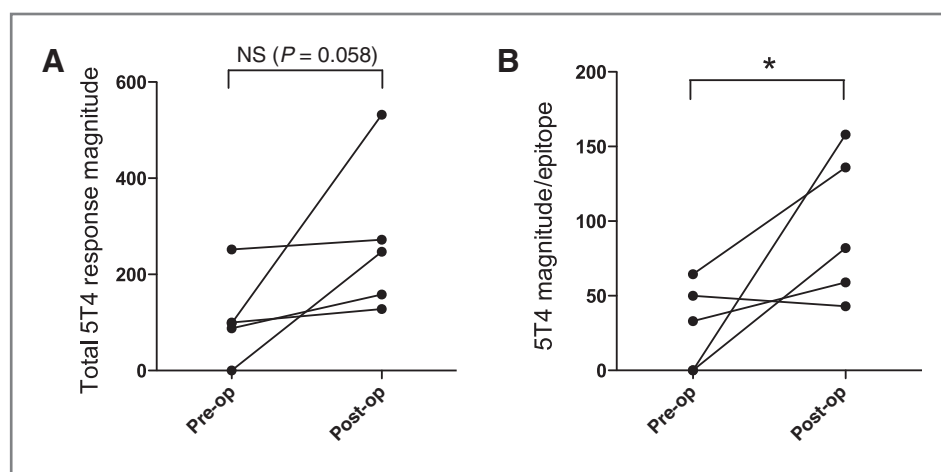 A
NS (P = 0.058)
Total 5T4 response magnitude
600
400
200
0
Pre-op
Post-op
B
*
5T4 magnitude/epitope
200
150
100
50
0
Pre-op
Post-op